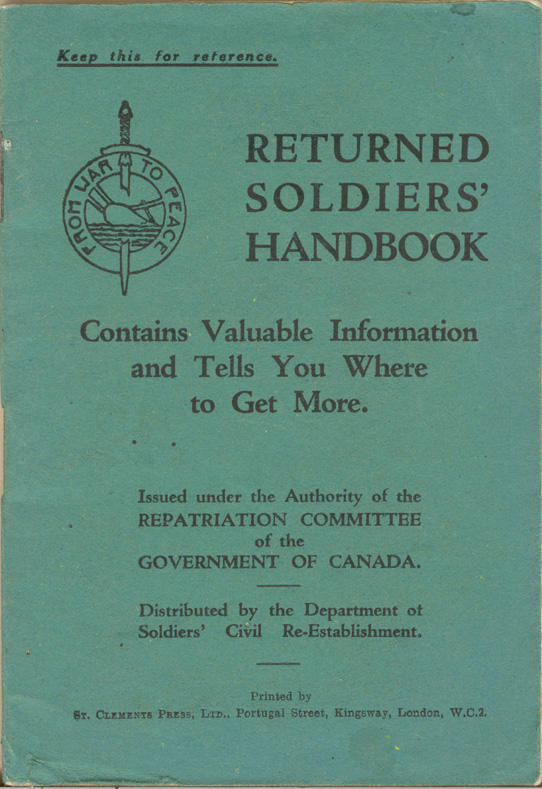 Keep this for reference.
FROM WAR TO PEACE
RETURNED
SOLDIERS'
HANDBOOK
Contains Valuable Information
and Tells You Where
to Get More.
Issued under the Authority of the
REPATRIATION COMMITTEE
of the
GOVERNMENT OF CANADA.
Distributed by the Department of
Soldiers' Civil Re-Establishment.
Printed by
ST. CLEMENTS PRESS, LTD., Portugal Street, Kingsway, London, W.C.2.